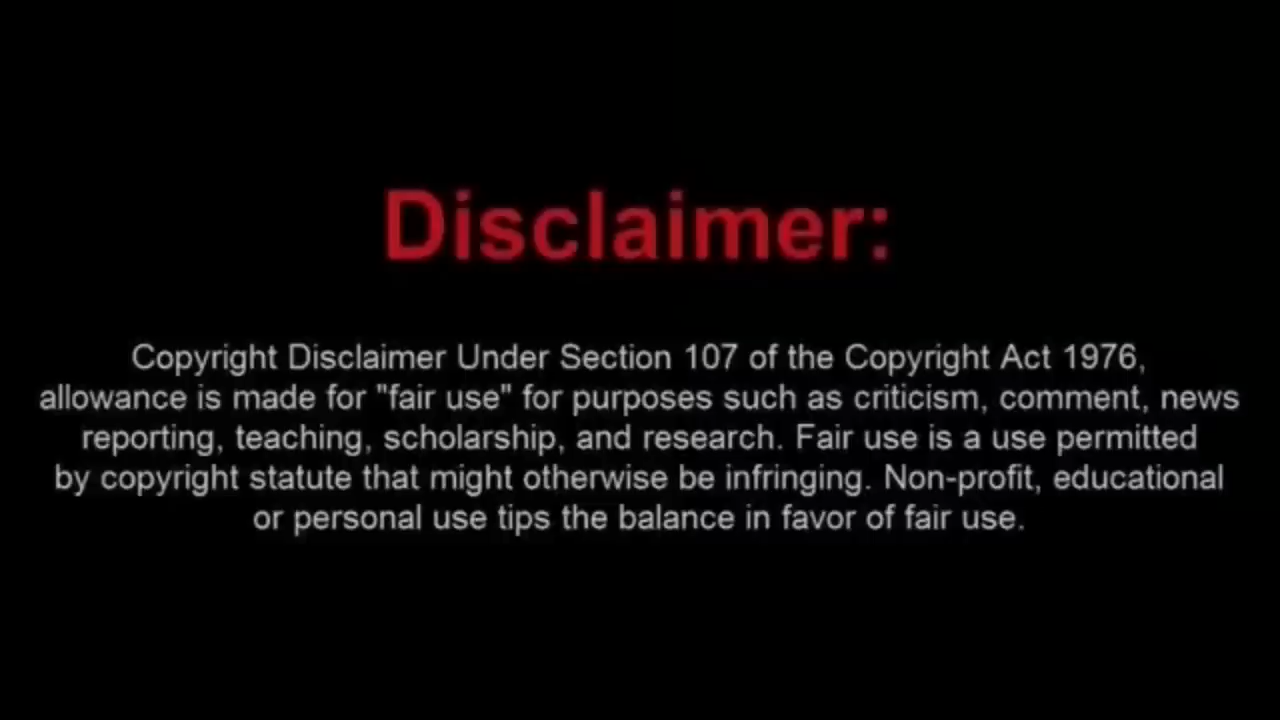 Disclaimer:
Copyright Disclaimer Under Section 107 of the Copyright Act 1976,
allowance is made for "fair use" for purposes such as criticism, comment, news
reporting, teaching, scholarship, and research. Fair use is a use permitted
by copyright statute that might otherwise be infringing. Non-profit, educational
or personal use tips the balance in favor of fair use.